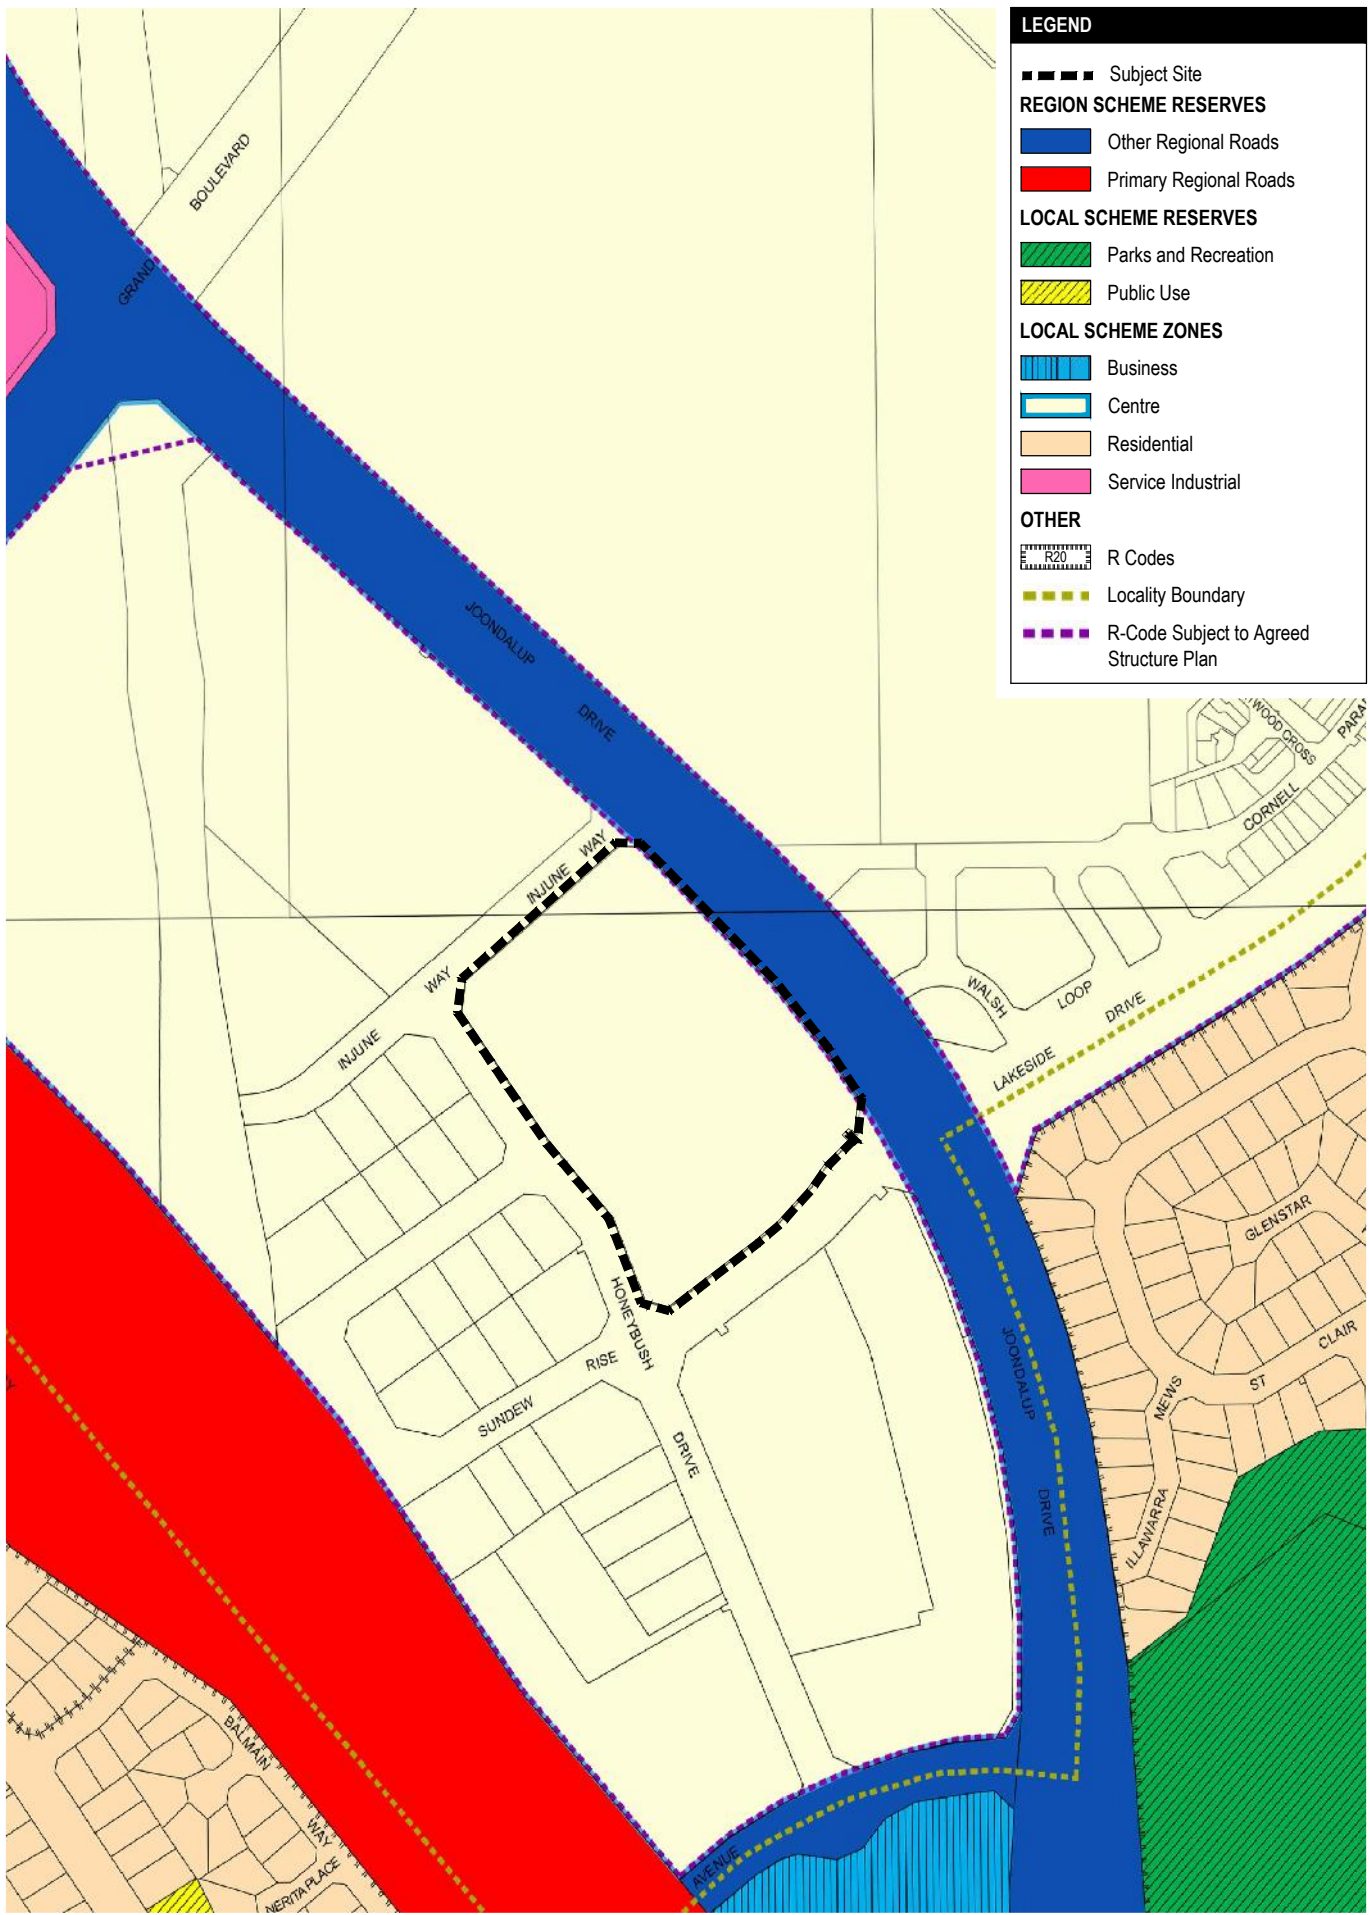 LEGEND
Subject Site
REGION SCHEME RESERVES
Other Regional Roads
Primary Regional Roads
LOCAL SCHEME RESERVES
Parks and Recreation
Public Use
LOCAL SCHEME ZONES
Business
Centre
Residential
Service Industrial
OTHER
R20
R Codes
Locality Boundary
R-Code Subject to Agreed
Structure Plan
BOULEVARD
GRAND
JOONDALUP
DRIVE
TWOOD CROSS
PARA
CORNELL
INJUNE WAY
WAY
INJUNE
WALSH
LOOP
DRIVE
LAKESIDE
GLENSTAR
HONEYBUSH
DRIVE
RISE
SUNDEW
JOONDALUP
DRIVE
CLAIR
ST
MEWS
ILLAWARRA
BALMAIN
WAY
NERITA PLACE
AVENUE